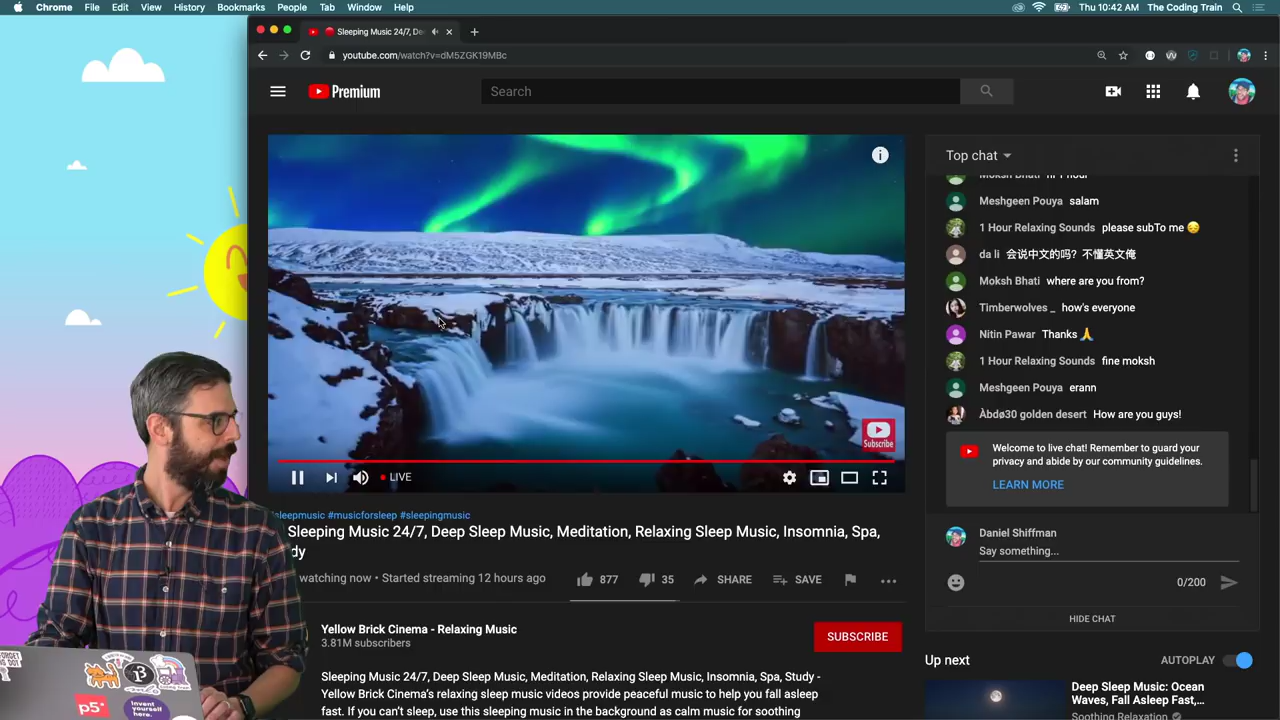 Chrome File Edit View History Bookmarks People Tab Window Help
Thu 10:42 AM The Coding Train
Sleeping Music 24/7, De
youtube.com/watch?v=dM5ZGK19MBc
Premium
Search
LIVE
Subscribe
#musicforsleep #sleepingmusic
Sleeping Music 24/7, Deep Sleep Music, Meditation, Relaxing Sleep Music, Insomnia, Spa,
watching now • Started streaming 12 hours ago
877
35
SHARE
SAVE
Yellow Brick Cinema - Relaxing Music
3.81M subscribers
SUBSCRIBE
Sleeping Music 24/7, Deep Sleep Music, Meditation, Relaxing Sleep Music, Insomnia, Spa, Study -
Yellow Brick Cinema's relaxing sleep music videos provide peaceful music to help you fall asleep
fast. If you can't sleep, use this sleeping music in the background as calm music for soothing
Top chat
Moksh Bhati hi 1 hour
Meshgeen Pouya salam
1 Hour Relaxing Sounds please subTo me 😔
da li 会说中文的吗？不懂英文俺
Moksh Bhati where are you from?
Timberwolves _ how's everyone
Nitin Pawar Thanks 🙏
1 Hour Relaxing Sounds fine moksh
Meshgeen Pouya erann
Àbdø30 golden desert How are you guys!
Welcome to live chat! Remember to guard your
privacy and abide by our community guidelines.
LEARN MORE
Daniel Shiffman
Say something...
0/200
HIDE CHAT
Up next
AUTOPLAY
Deep Sleep Music: Ocean
Waves, Fall Asleep Fast,...
Soothing Relaxation
p5*
Invent
yourself
here.